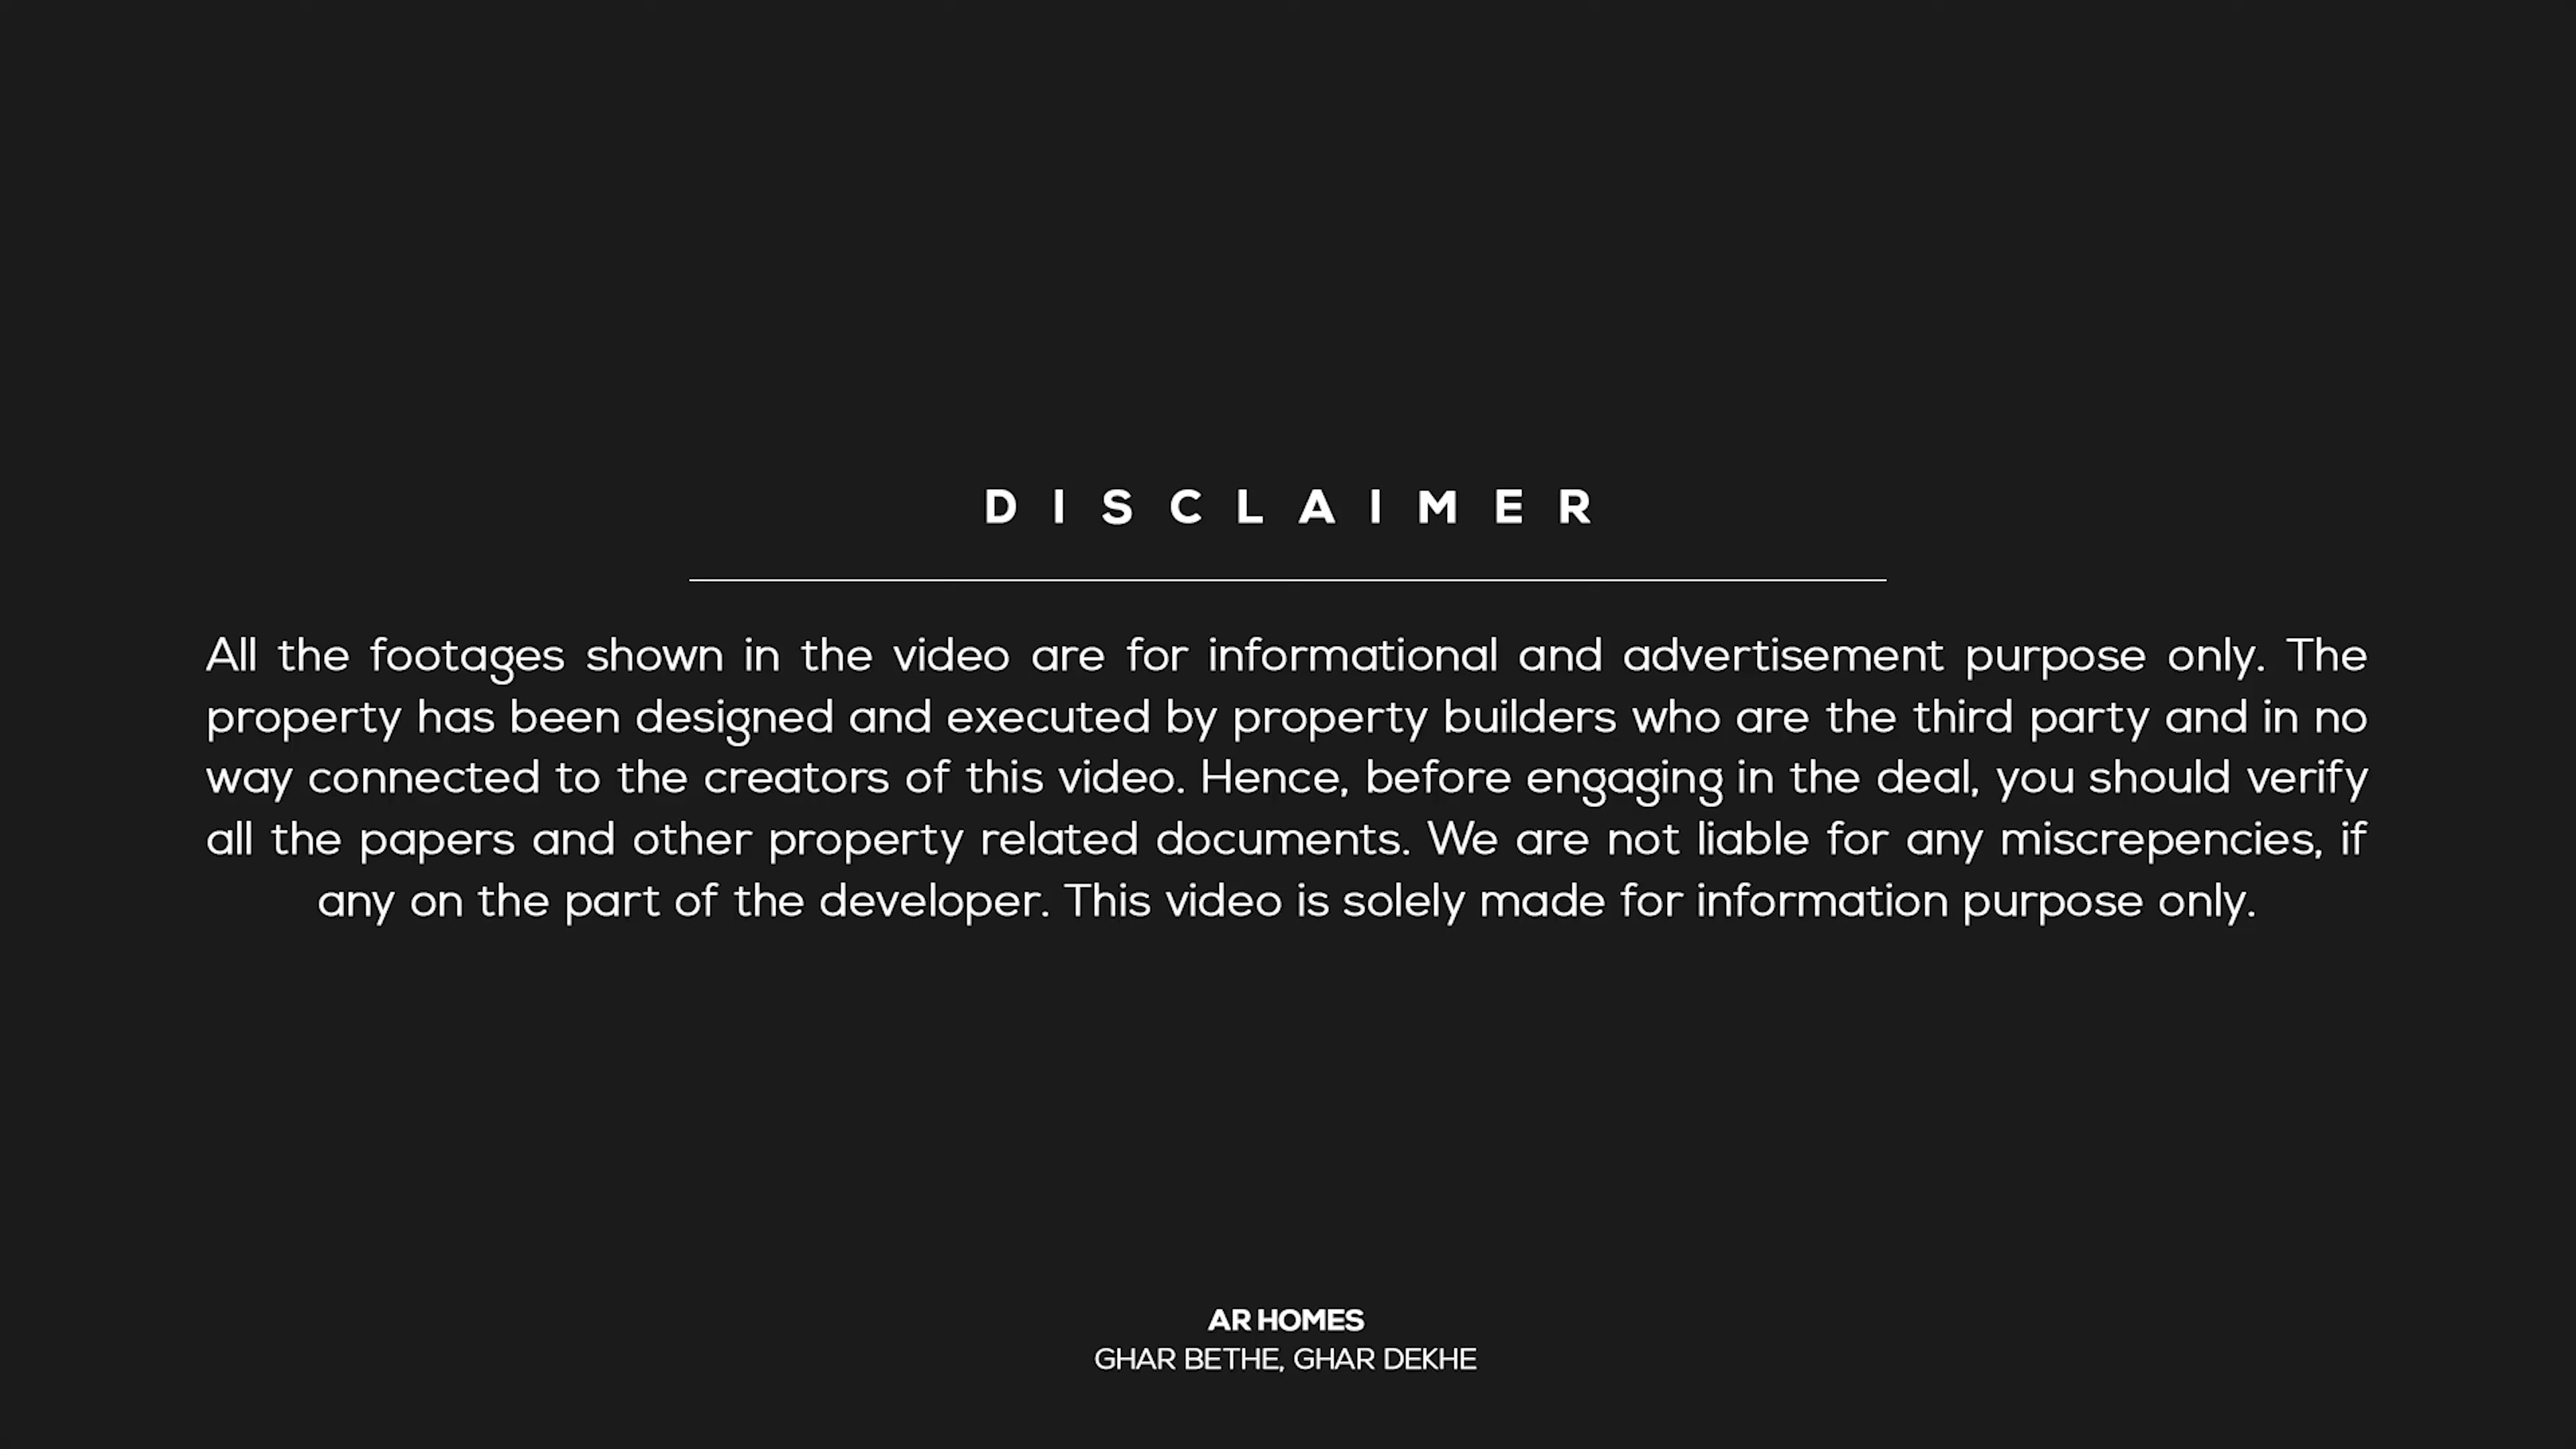 DISCLAIMER
All the footages shown in the video are for informational and advertisement purpose only. The
property has been designed and executed by property builders who are the third party and in no
way connected to the creators of this video. Hence, before engaging in the deal, you should verify
all the papers and other property related documents. We are not liable for any miscrepencies, if
any on the part of the developer. This video is solely made for information purpose only.
AR HOMES
GHAR BETHE, GHAR DEKHE